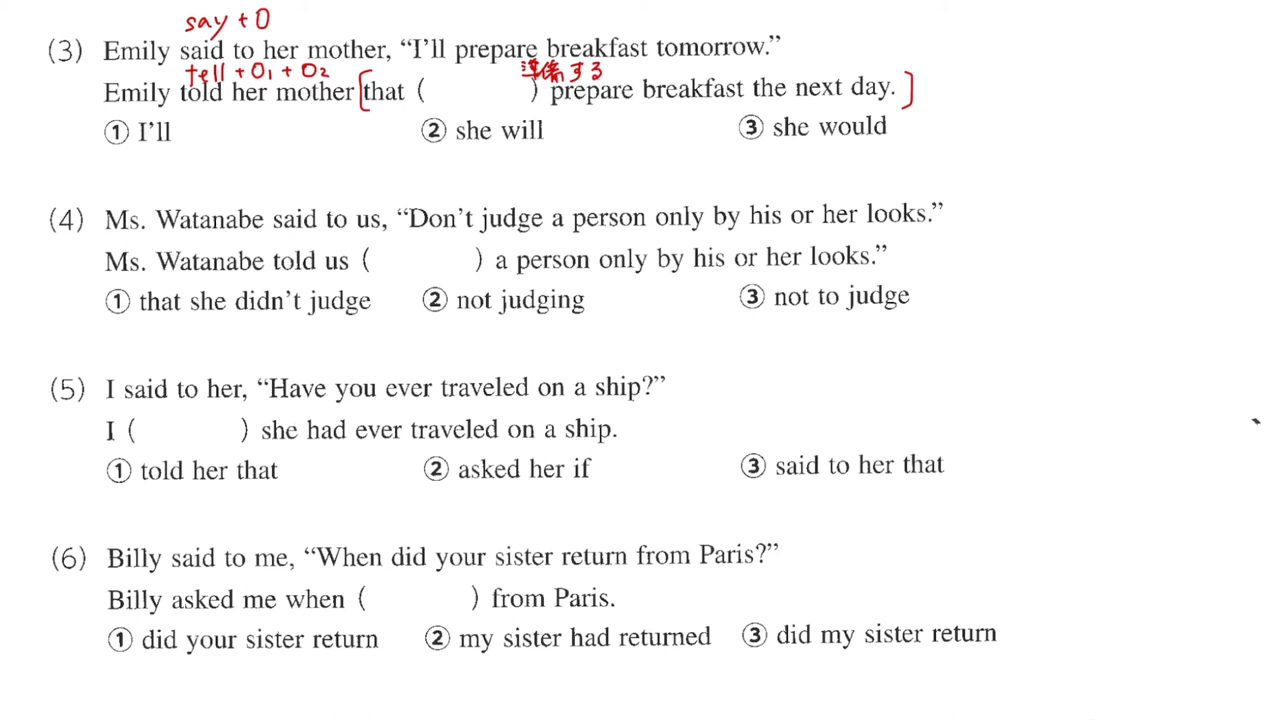 say + O
(3) Emily said to her mother, “I’ll prepare breakfast tomorrow.”
tell + O1 + O2 準備する
Emily told her mother [that ( ) prepare breakfast the next day.]
① I’ll ② she will ③ she would
(4) Ms. Watanabe said to us, “Don’t judge a person only by his or her looks.”
Ms. Watanabe told us ( ) a person only by his or her looks.”
① that she didn’t judge ② not judging ③ not to judge
(5) I said to her, “Have you ever traveled on a ship?”
I ( ) she had ever traveled on a ship.
① told her that ② asked her if ③ said to her that
(6) Billy said to me, “When did your sister return from Paris?”
Billy asked me when ( ) from Paris.
① did your sister return ② my sister had returned ③ did my sister return